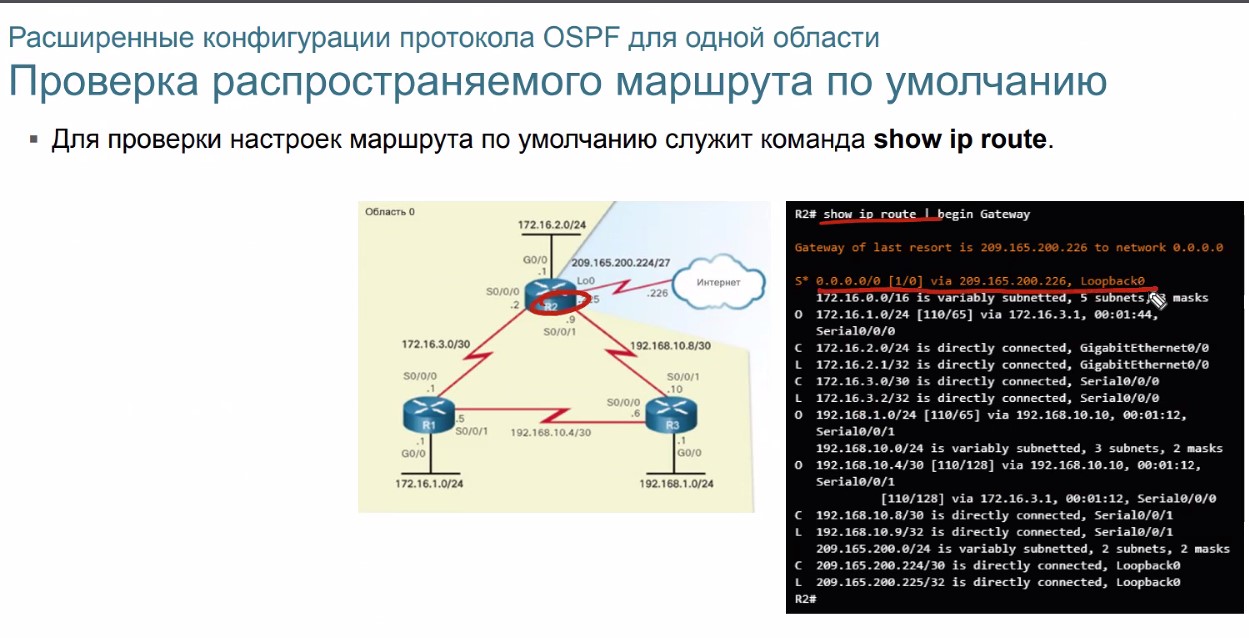 Расширенные конфигурации протокола OSPF для одной области
Проверка распространяемого маршрута по умолчанию
▪ Для проверки настроек маршрута по умолчанию служит команда show ip route.
Область 0
172.16.2.0/24
G0/0
.1
209.165.200.224/27
Lo0
Интернет
.226
S0/0/0
.2
R2
.9
S0/0/1
172.16.3.0/30
192.168.10.8/30
S0/0/0
.1
S0/0/1
.10
S0/0/0
.6
R1
.5
S0/0/1
192.168.10.4/30
R3
.1
G0/0
.1
G0/0
172.16.1.0/24
192.168.1.0/24
R2# show ip route | begin Gateway
Gateway of last resort is 209.165.200.226 to network 0.0.0.0
S* 0.0.0.0/0 [1/0] via 209.165.200.226, Loopback0
172.16.0.0/16 is variably subnetted, 5 subnets, masks
O 172.16.1.0/24 [110/65] via 172.16.3.1, 00:01:44,
Serial0/0/0
C 172.16.2.0/24 is directly connected, GigabitEthernet0/0
L 172.16.2.1/32 is directly connected, GigabitEthernet0/0
C 172.16.3.0/30 is directly connected, Serial0/0/0
L 172.16.3.2/32 is directly connected, Serial0/0/0
O 192.168.1.0/24 [110/65] via 192.168.10.10, 00:01:12,
Serial0/0/1
192.168.10.0/24 is variably subnetted, 3 subnets, 2 masks
O 192.168.10.4/30 [110/128] via 192.168.10.10, 00:01:12,
Serial0/0/1
[110/128] via 172.16.3.1, 00:01:12, Serial0/0/0
C 192.168.10.8/30 is directly connected, Serial0/0/1
L 192.168.10.9/32 is directly connected, Serial0/0/1
209.165.200.0/24 is variably subnetted, 2 subnets, 2 masks
C 209.165.200.224/30 is directly connected, Loopback0
L 209.165.200.225/32 is directly connected, Loopback0
R2#